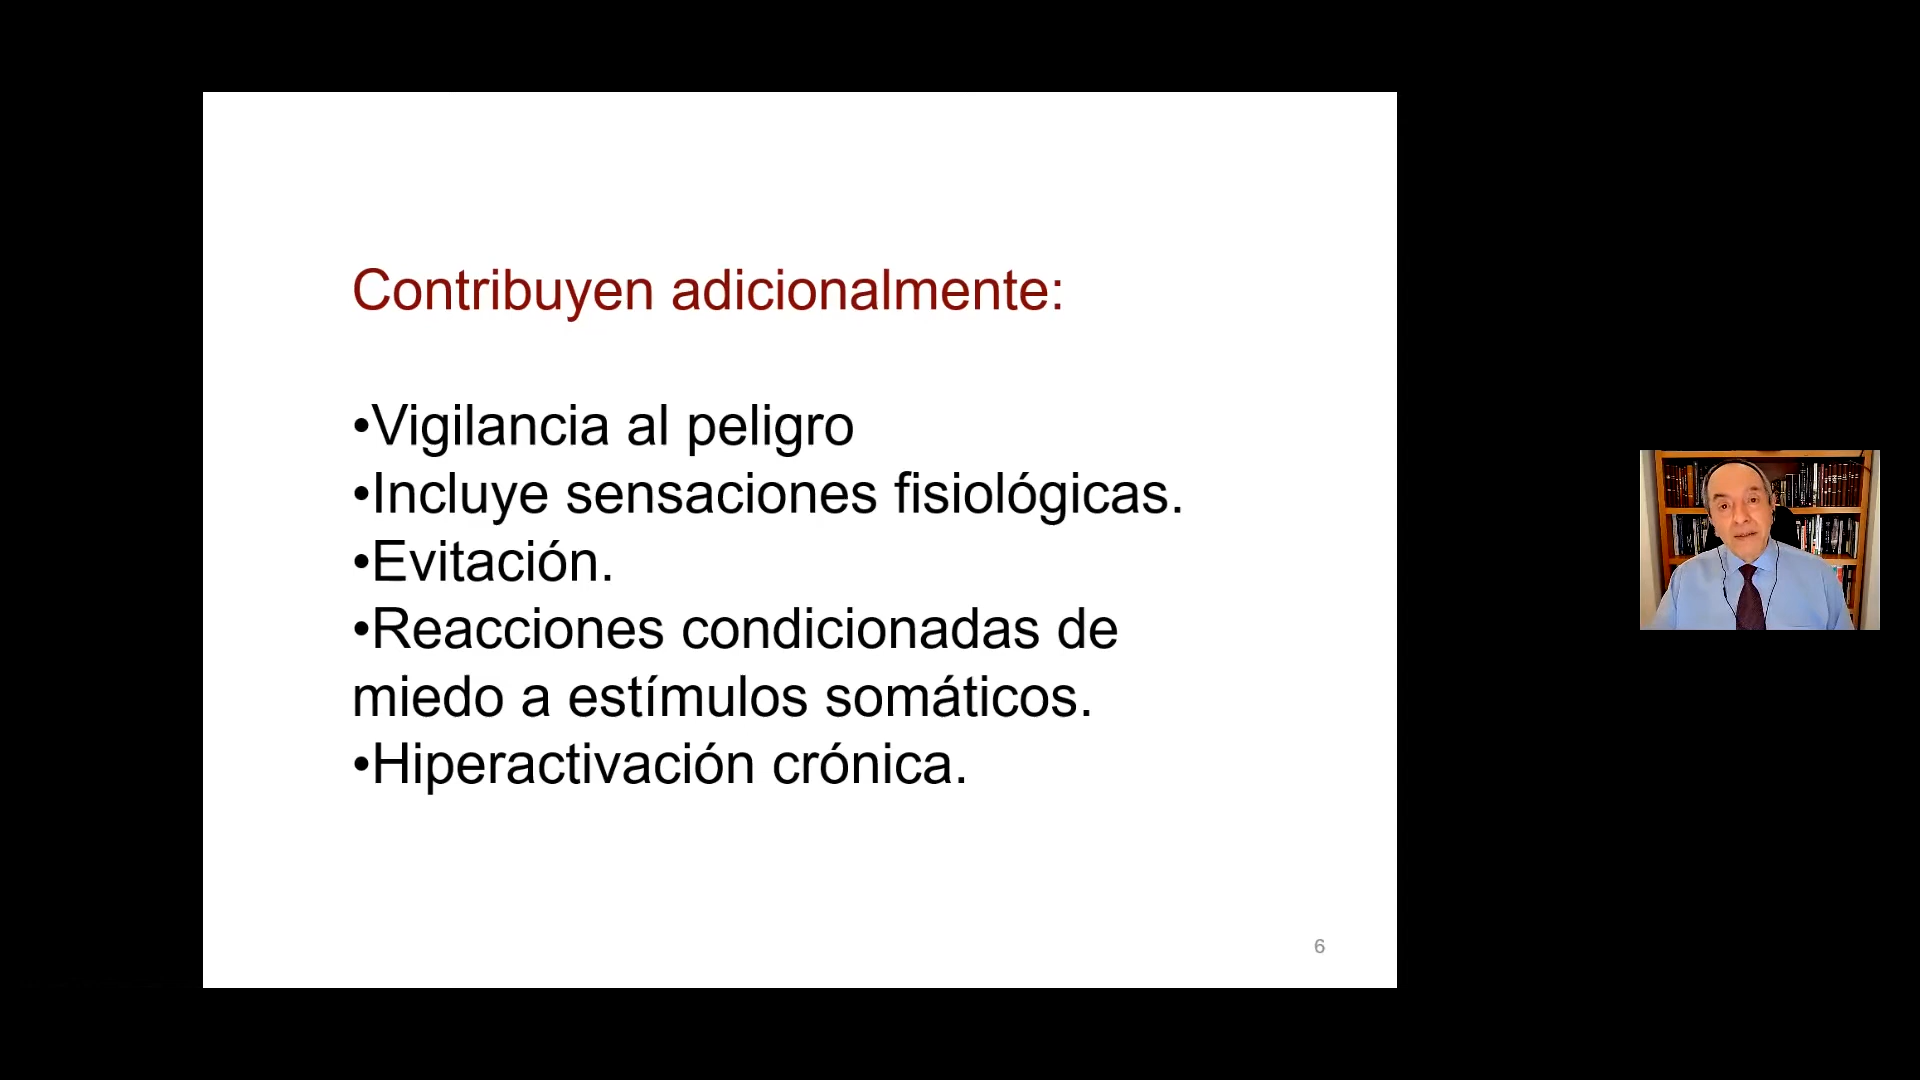 Contribuyen adicionalmente:
•Vigilancia al peligro
•Incluye sensaciones fisiológicas.
•Evitación.
•Reacciones condicionadas de
miedo a estímulos somáticos.
•Hiperactivación crónica.
6